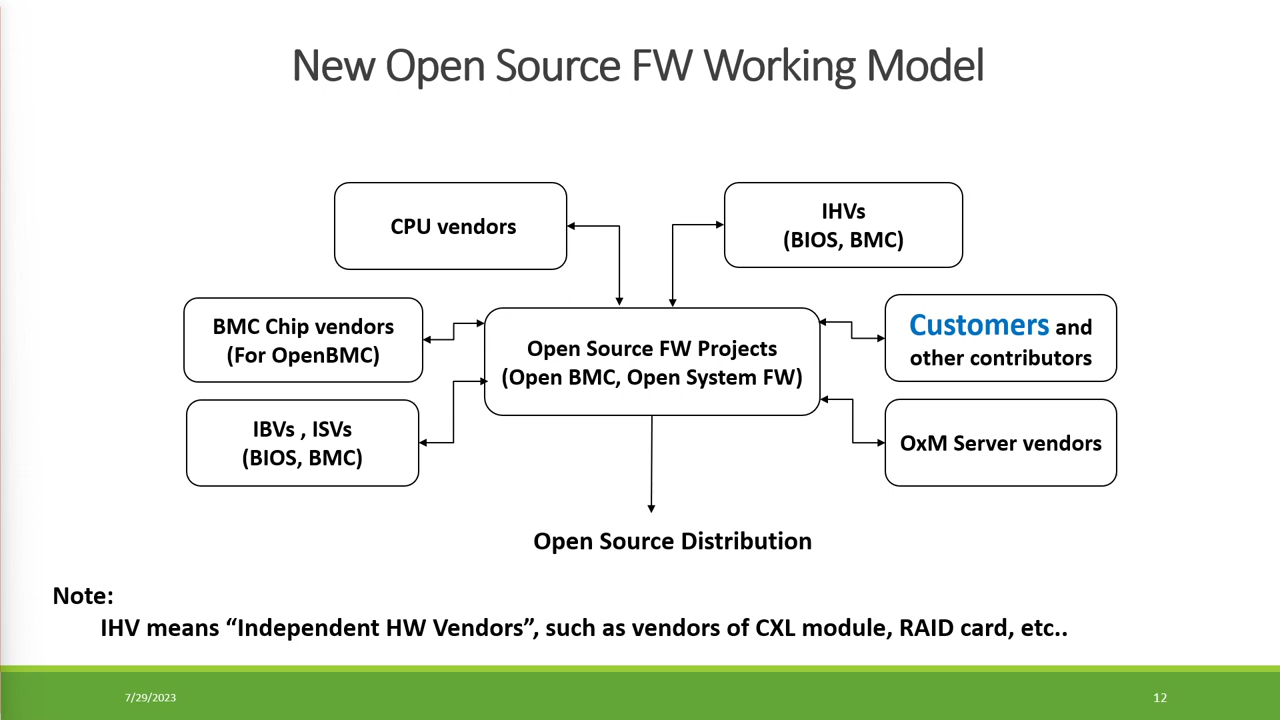 New Open Source FW Working Model
CPU vendors
IHVs
(BIOS, BMC)
BMC Chip vendors
(For OpenBMC)
Open Source FW Projects
(Open BMC, Open System FW)
Customers and
other contributors
IBVs , ISVs
(BIOS, BMC)
OxM Server vendors
Open Source Distribution
Note:
IHV means “Independent HW Vendors”, such as vendors of CXL module, RAID card, etc..
7/29/2023
12